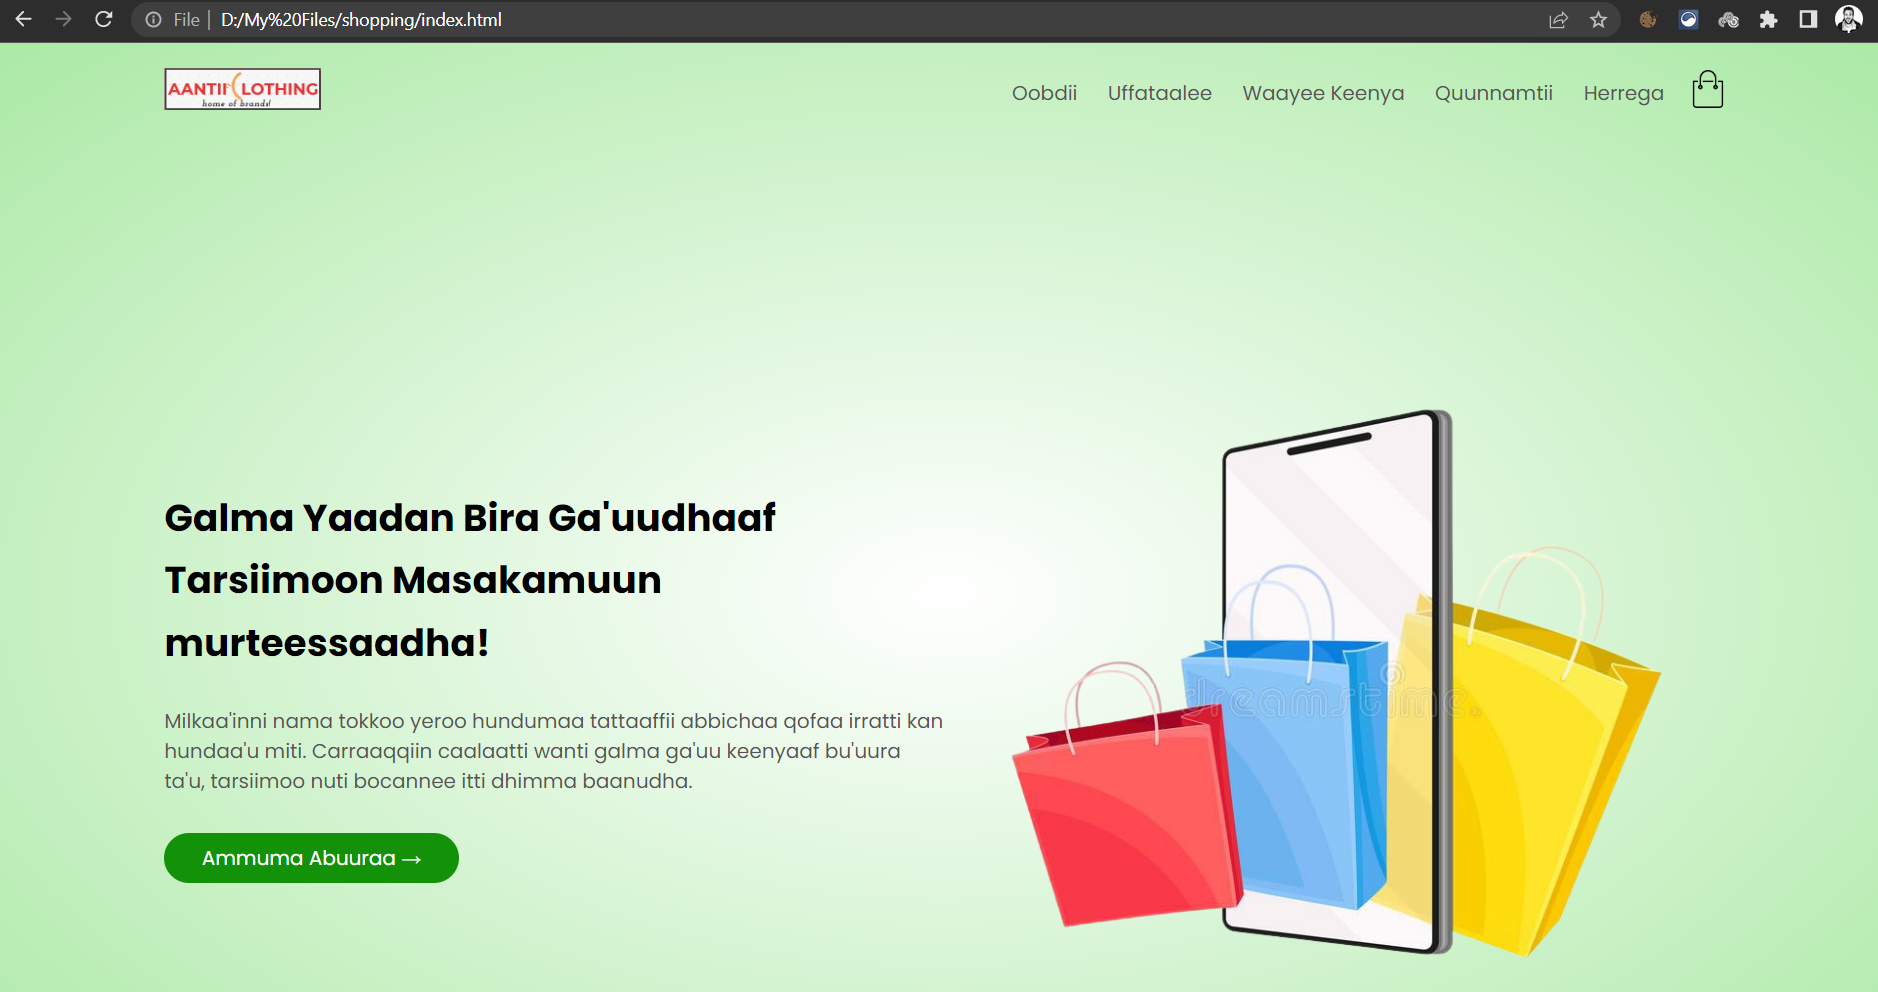 File | D:/My%20Files/shopping/index.html
AANTII CLOTHING
home of brands!
Oobdii Uffataalee Waayee Keenya Quunnamtii Herrega
Galma Yaadan Bira Ga'uudhaaf
Tarsiimoon Masakamuun
murteessaadha!
Milkaa'inni nama tokkoo yeroo hundumaa tattaaffii abbichaa qofaa irratti kan
hundaa'u miti. Carraaqqiin caalaatti wanti galma ga'uu keenyaaf bu'uura
ta'u, tarsiimoo nuti bocannee itti dhimma baanudha.
Ammuma Abuuraa →
dreamstime.